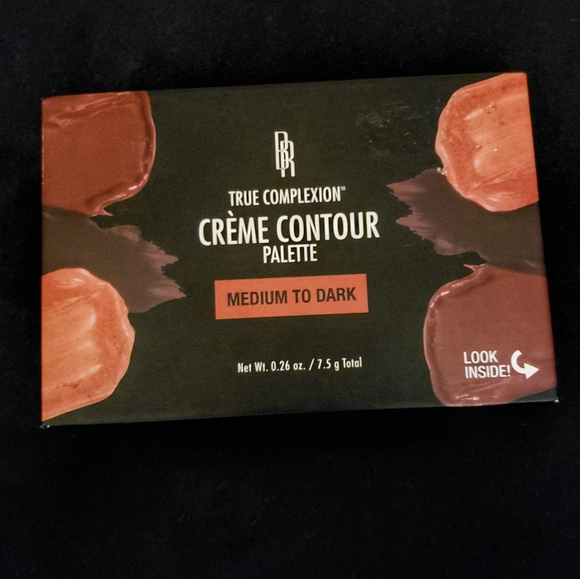 BR
TRUE COMPLEXION™
CRÈME CONTOUR
PALETTE
MEDIUM TO DARK
Net Wt. 0.26 oz. / 7.5 g Total
LOOK
INSIDE!